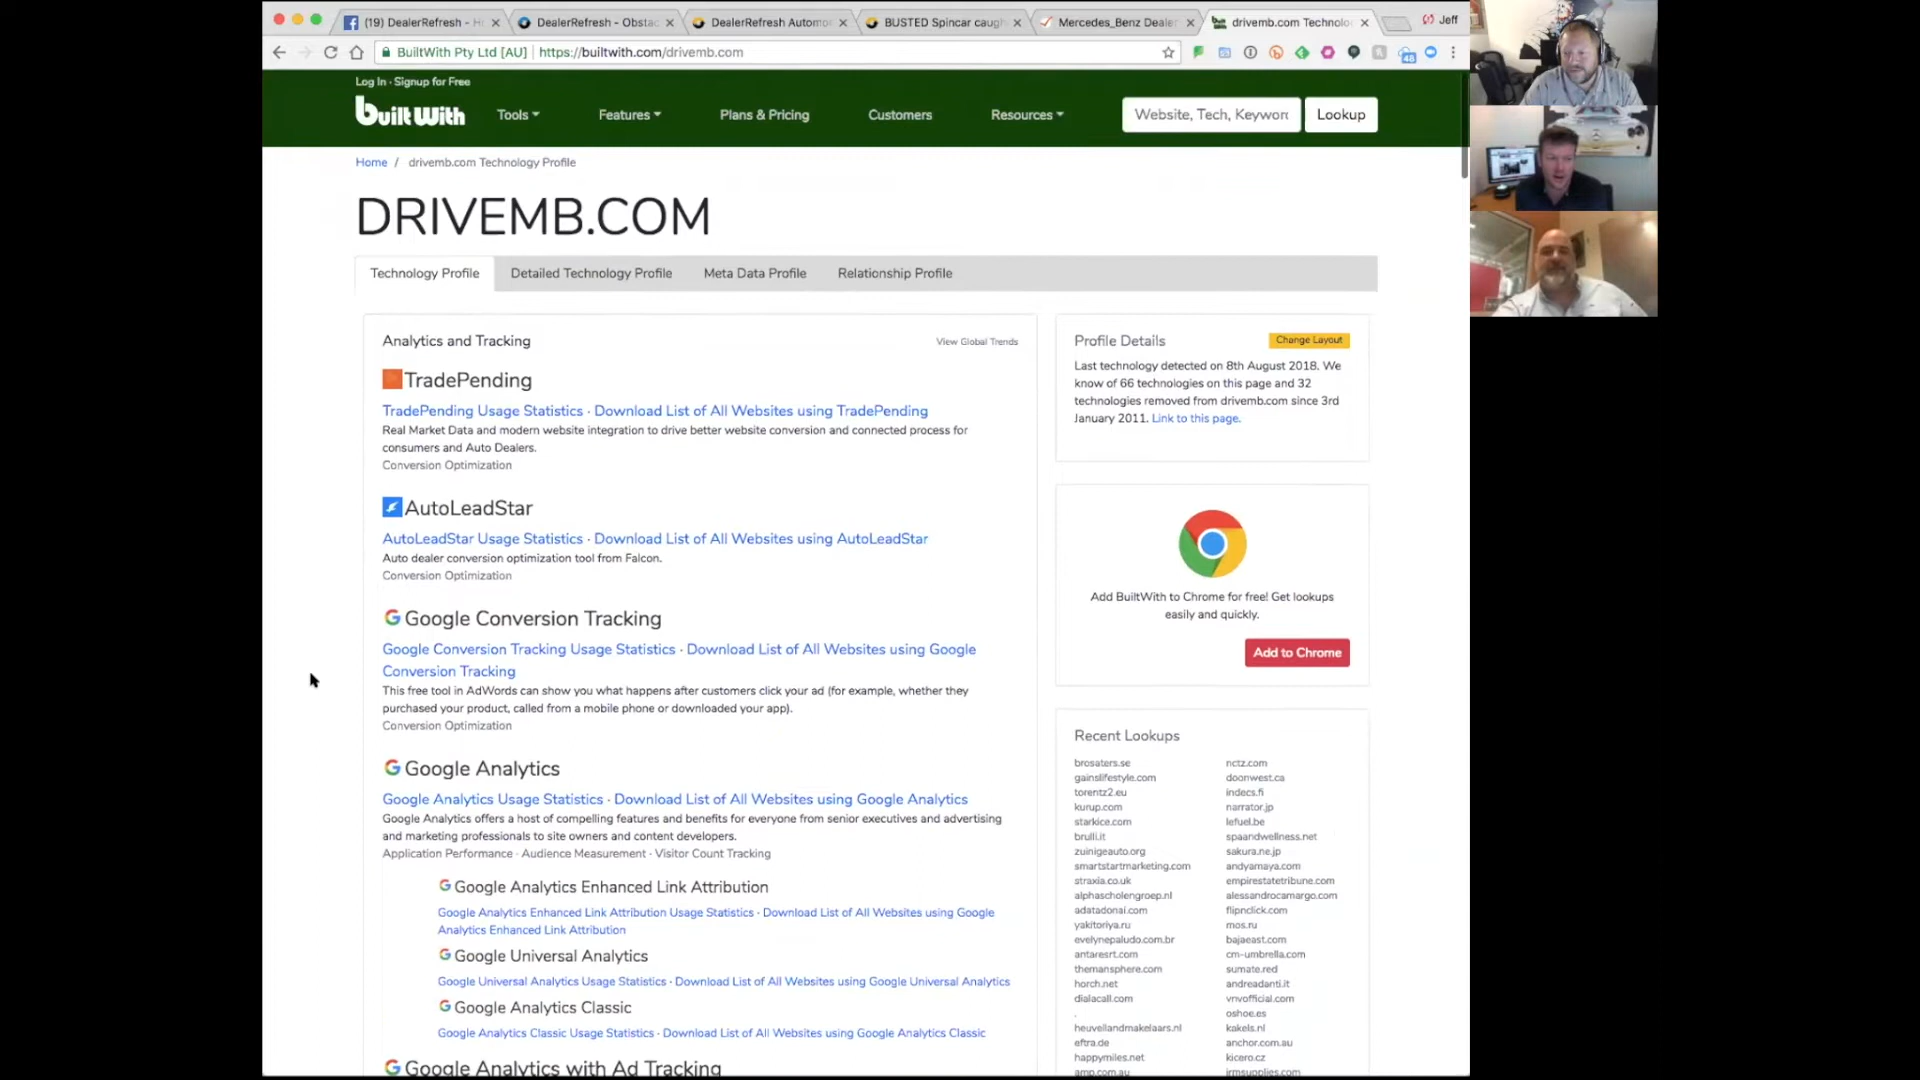 (19) DealerRefresh - H
DealerRefresh - Obstac
DealerRefresh Automo
BUSTED Spincar caugh
Mercedes_Benz Dealer
drivemb.com Technolo
Jeff
BuiltWith Pty Ltd [AU]
https://builtwith.com/drivemb.com
48
Log In · Signup for Free
built With
Tools
Features
Plans & Pricing
Customers
Resources
Website, Tech, Keyword
Lookup
Home / drivemb.com Technology Profile
DRIVEMB.COM
Technology Profile
Detailed Technology Profile
Meta Data Profile
Relationship Profile
Analytics and Tracking
View Global Trends
TradePending
TradePending Usage Statistics · Download List of All Websites using TradePending
Real Market Data and modern website integration to drive better website conversion and connected process for
consumers and Auto Dealers.
Conversion Optimization
AutoLeadStar
AutoLeadStar Usage Statistics · Download List of All Websites using AutoLeadStar
Auto dealer conversion optimization tool from Falcon.
Conversion Optimization
Google Conversion Tracking
Google Conversion Tracking Usage Statistics · Download List of All Websites using Google
Conversion Tracking
This free tool in AdWords can show you what happens after customers click your ad (for example, whether they
purchased your product, called from a mobile phone or downloaded your app).
Conversion Optimization
Google Analytics
Google Analytics Usage Statistics · Download List of All Websites using Google Analytics
Google Analytics offers a host of compelling features and benefits for everyone from senior executives and advertising
and marketing professionals to site owners and content developers.
Application Performance · Audience Measurement · Visitor Count Tracking
Google Analytics Enhanced Link Attribution
Google Analytics Enhanced Link Attribution Usage Statistics · Download List of All Websites using Google
Analytics Enhanced Link Attribution
Google Universal Analytics
Google Universal Analytics Usage Statistics · Download List of All Websites using Google Universal Analytics
Google Analytics Classic
Google Analytics Classic Usage Statistics · Download List of All Websites using Google Analytics Classic
Google Analytics with Ad Tracking
Profile Details
Change Layout
Last technology detected on 8th August 2018. We
know of 66 technologies on this page and 32
technologies removed from drivemb.com since 3rd
January 2011. Link to this page.
Add BuiltWith to Chrome for free! Get lookups
easily and quickly.
Add to Chrome
Recent Lookups
brosaters.se nctz.com
gainslifestyle.com doonwest.ca
torentz2.eu indecs.fi
kurup.com narrator.jp
starkice.com lefuel.be
brulli.it spaandwellness.net
zuinigeauto.org sakura.ne.jp
smartstartmarketing.com andyamaya.com
straxia.co.uk empirestatetribune.com
alphascholengroep.nl alessandrocamargo.com
adatadonai.com flipnclick.com
yakitoriya.ru mos.ru
evelynepaludo.com.br bajaeast.com
antaresrt.com cm-umbrella.com
themansphere.com sumate.red
horch.net andreadanti.it
dialacall.com vnvofficial.com
. oshoe.es
heuvellandmakelaars.nl kakels.nl
eftra.de anchor.com.au
happymiles.net kicero.cz
amp.com.au irmsupplies.com